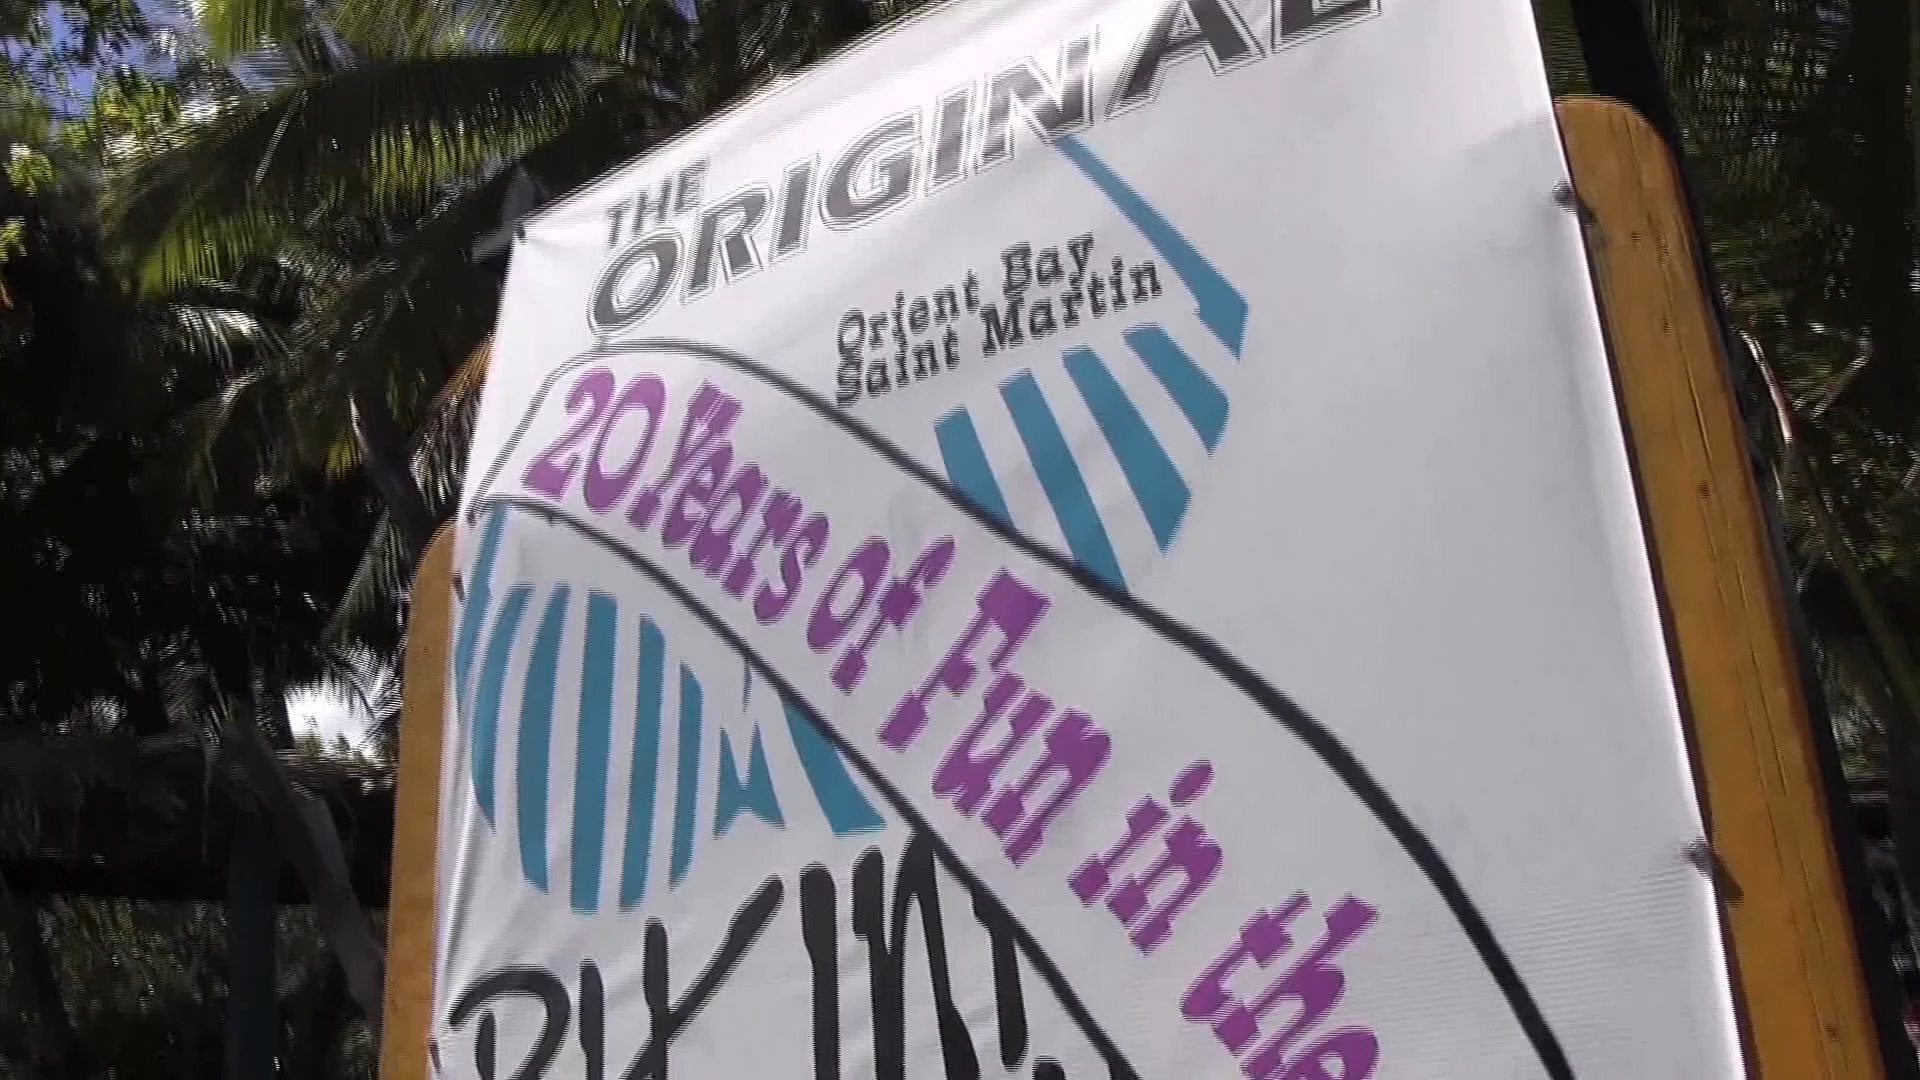 THE
ORIGINAL
Orient Bay
Saint Martin
20 Years of Fun in the